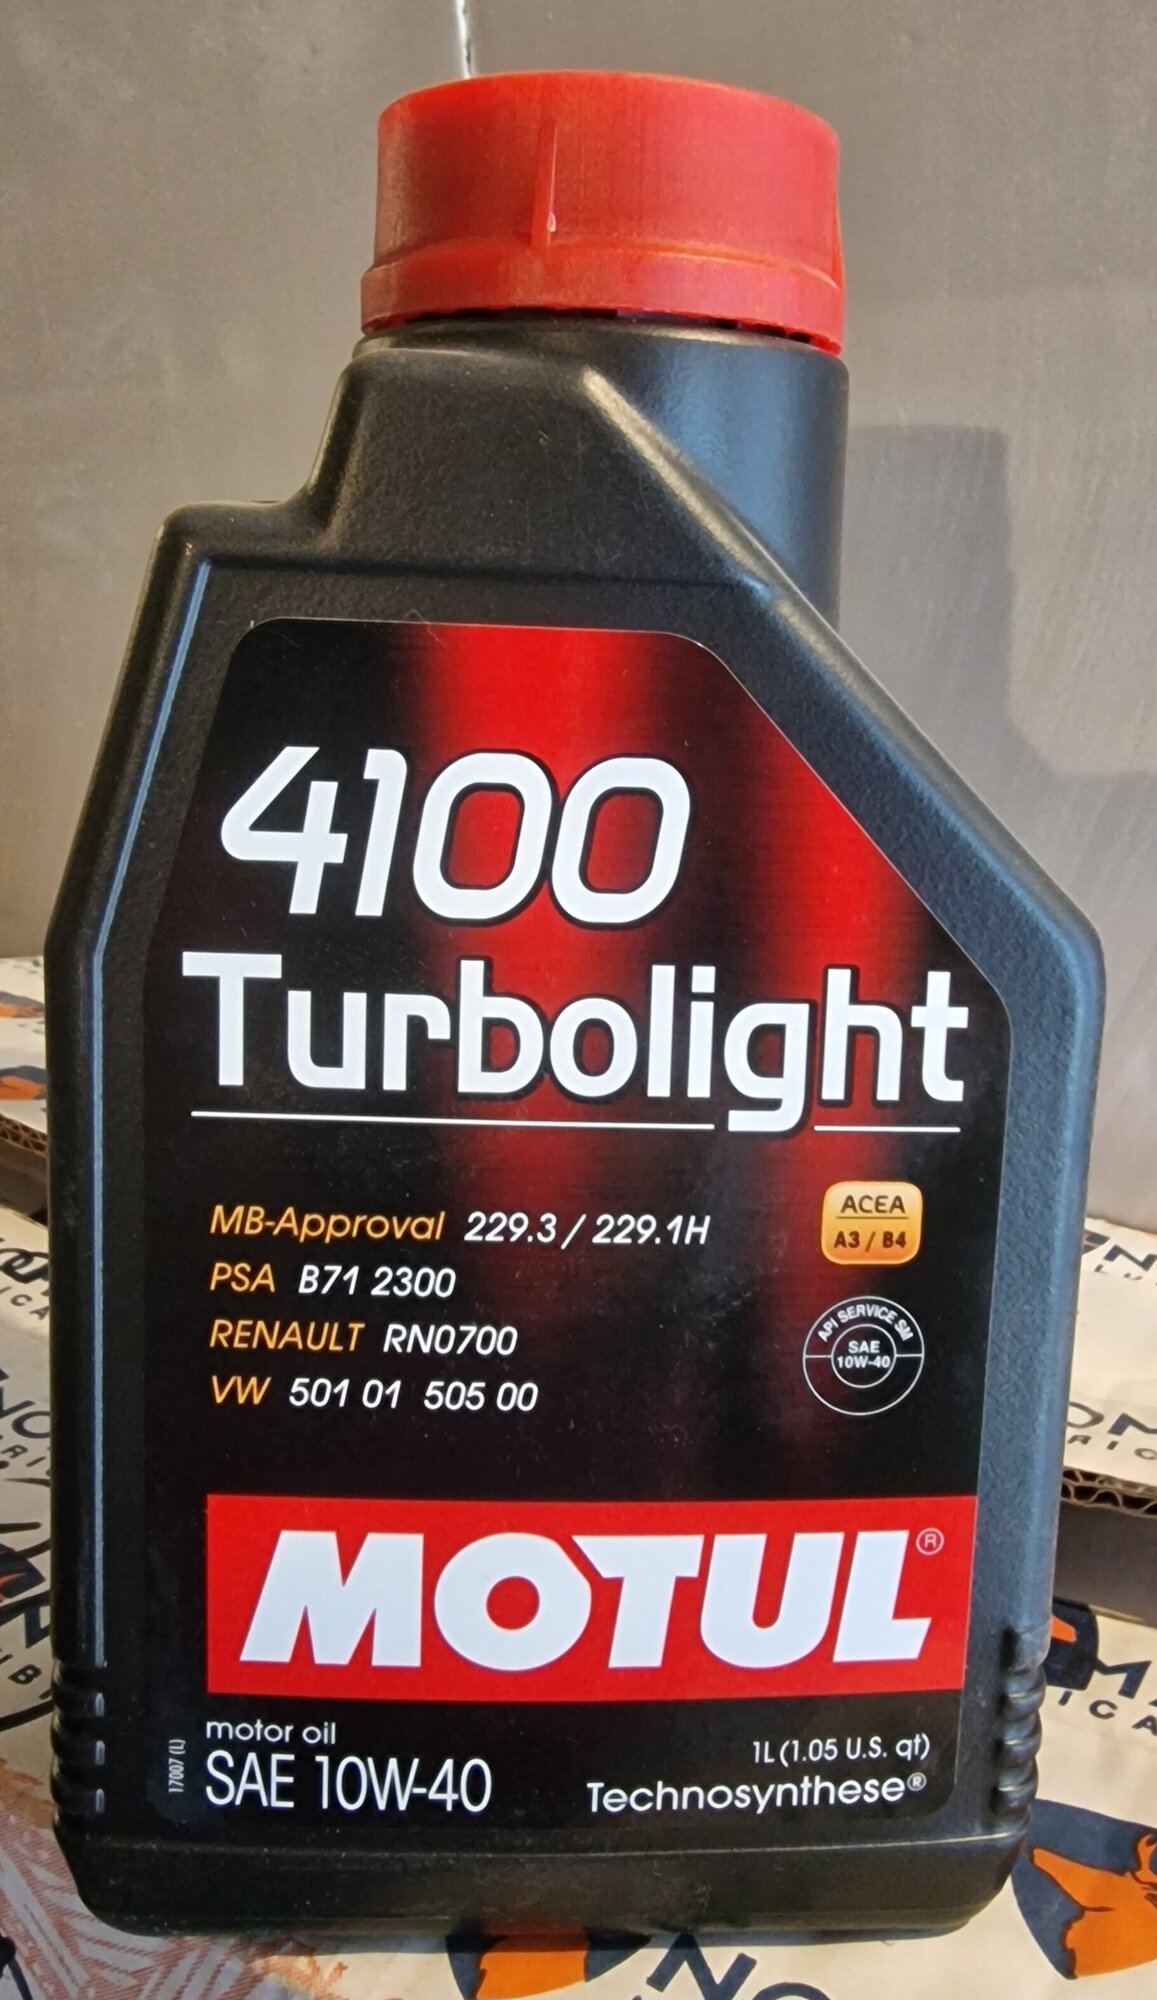 4100
Turbolight
MB-Approval 229.3 / 229.1H
PSA B71 2300
RENAULT RN0700
VW 501 01 505 00
ACEA
A3 / B4
API SERVICE SM
SAE
10W-40
MOTUL®
motor oil
SAE 10W-40
1L (1.05 U.S. qt)
Technosynthese®
17007 (L)